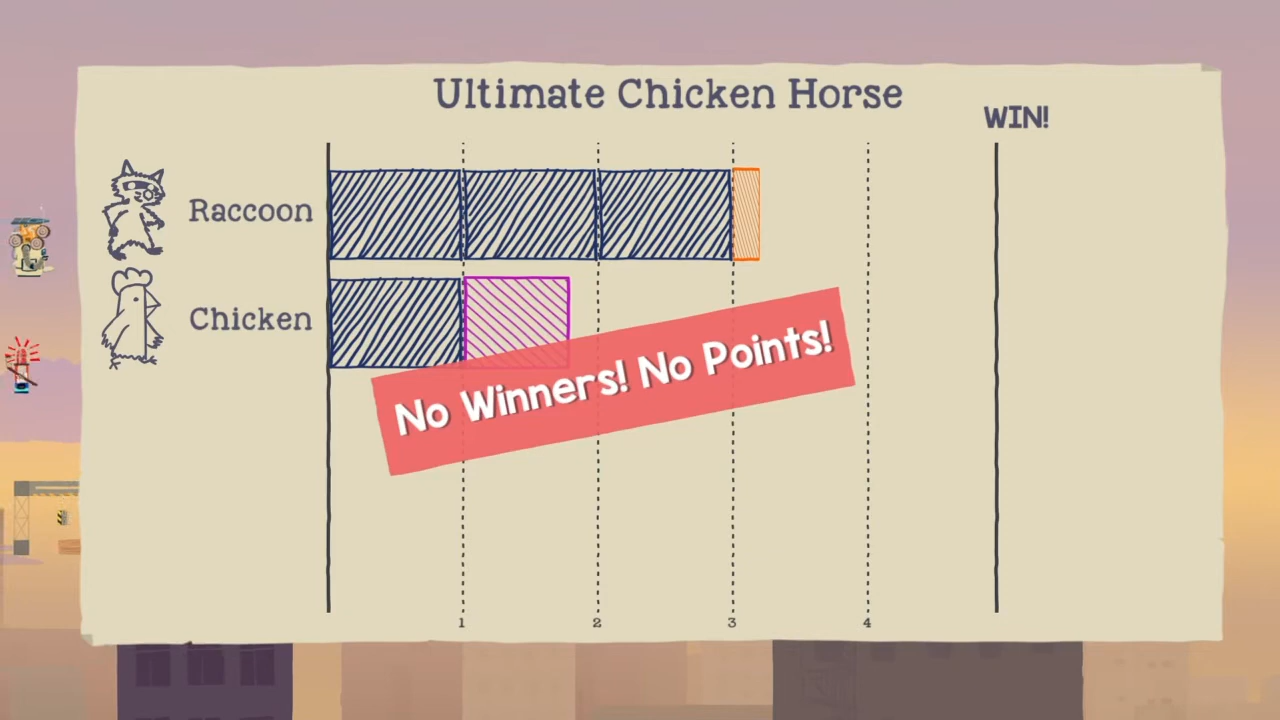 Ultimate Chicken Horse
WIN!
Raccoon
Chicken
No Winners! No Points!
1 2 3 4